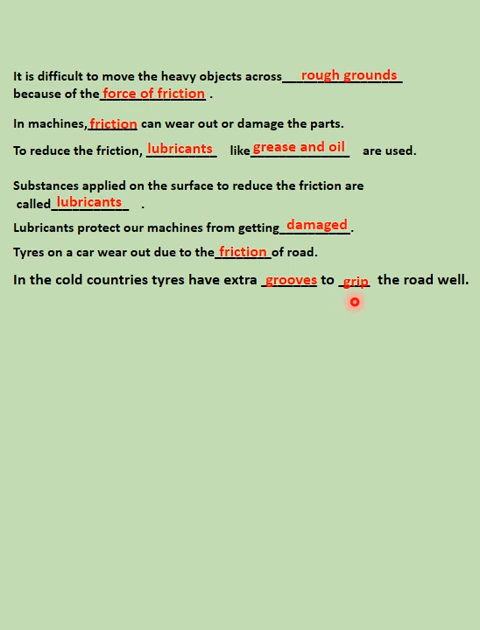 It is difficult to move the heavy objects across rough grounds
because of the force of friction .
In machines, friction can wear out or damage the parts.
To reduce the friction, lubricants like grease and oil are used.
Substances applied on the surface to reduce the friction are
called lubricants .
Lubricants protect our machines from getting damaged.
Tyres on a car wear out due to the friction of road.
In the cold countries tyres have extra grooves to grip the road well.